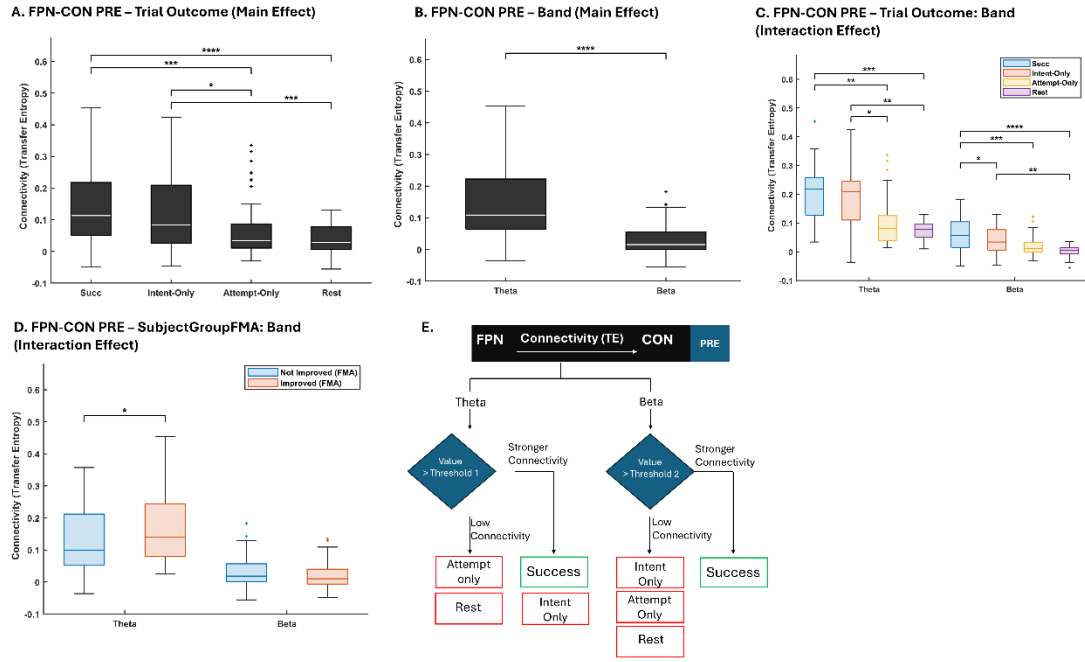 A. FPN-CON PRE – Trial Outcome (Main Effect)
****
***
*
***
0.6
0.5
0.4
0.3
0.2
0.1
0
-0.1
Connectivity (Transfer Entropy)
Succ
Intent-Only
Attempt-Only
Rest
B. FPN-CON PRE – Band (Main Effect)
****
0.6
0.5
0.4
0.3
0.2
0.1
0
-0.1
Connectivity (Transfer Entropy)
Theta
Beta
C. FPN-CON PRE – Trial Outcome: Band
(Interaction Effect)
Succ
Intent-Only
Attempt-Only
Rest
***
**
**
*
****
***
*
**
0.6
0.5
0.4
0.3
0.2
0.1
0
-0.1
Connectivity (Transfer Entropy)
Theta
Beta
D. FPN-CON PRE – SubjectGroupFMA: Band
(Interaction Effect)
Not Improved (FMA)
Improved (FMA)
*
0.6
0.5
0.4
0.3
0.2
0.1
0
-0.1
Connectivity (Transfer Entropy)
Theta
Beta
E.
FPN Connectivity (TE) CON PRE
Theta
Beta
Value
> Threshold 1
Stronger
Connectivity
Value
> Threshold 2
Stronger
Connectivity
Low
Connectivity
Low
Connectivity
Attempt
only
Success
Rest
Intent
Only
Intent
Only
Success
Attempt
Only
Rest